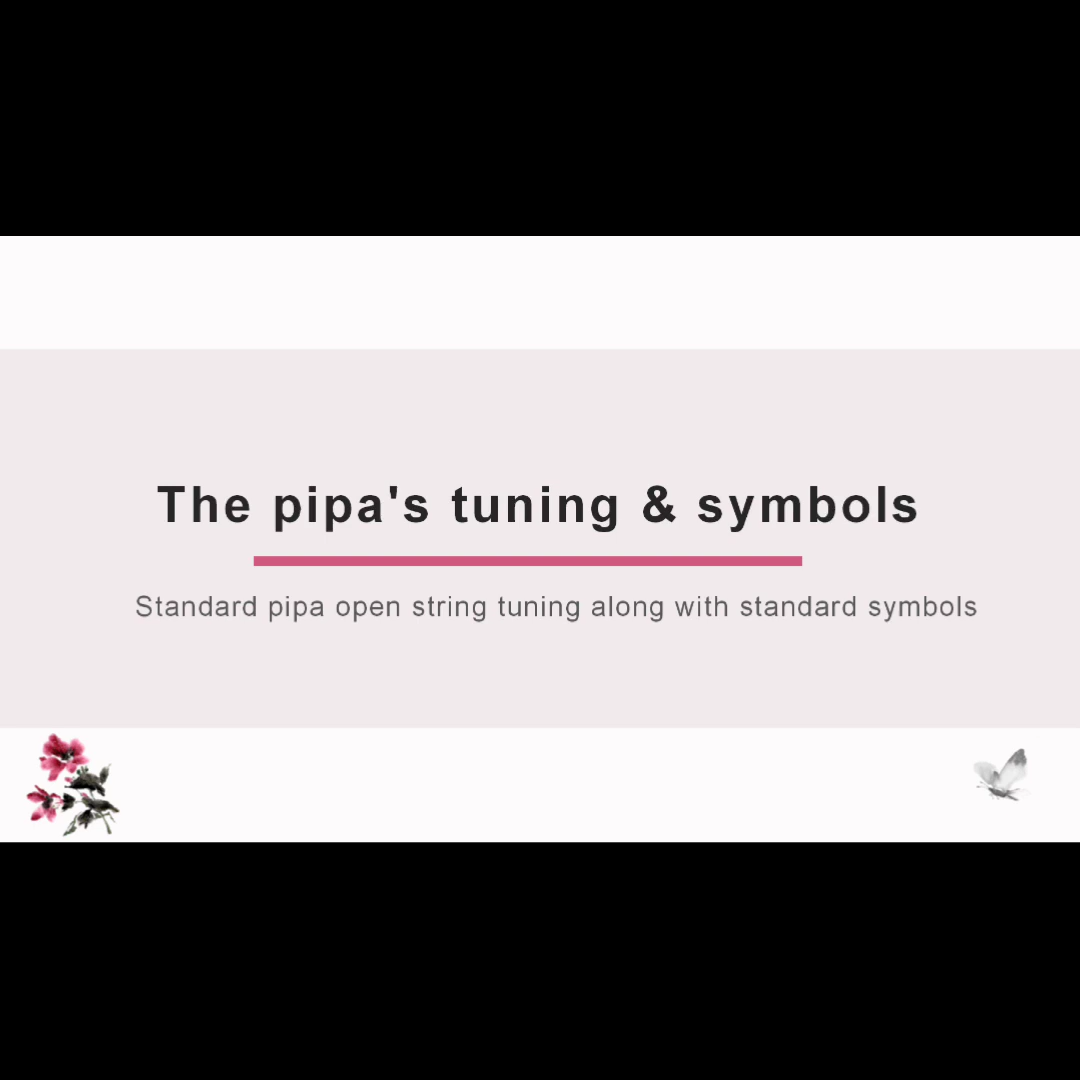 The pipa's tuning & symbols
Standard pipa open string tuning along with standard symbols